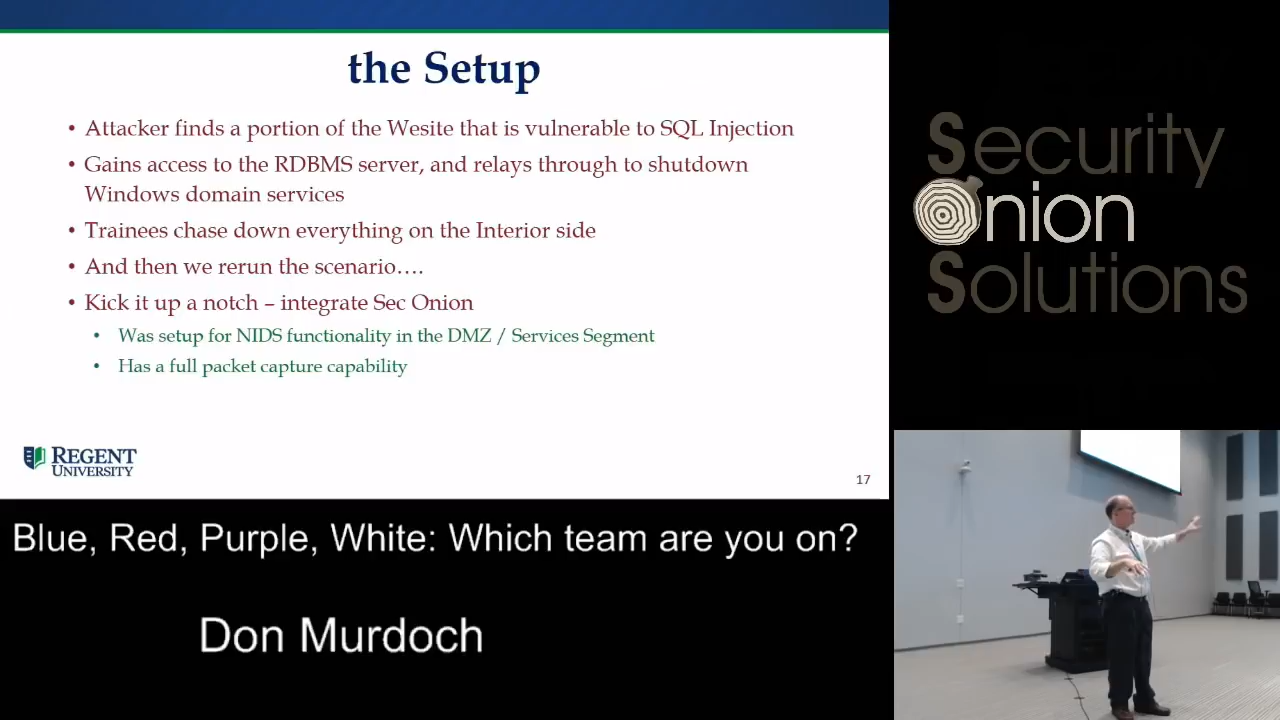 the Setup
• Attacker finds a portion of the Wesite that is vulnerable to SQL Injection
• Gains access to the RDBMS server, and relays through to shutdown
Windows domain services
• Trainees chase down everything on the Interior side
• And then we rerun the scenario….
• Kick it up a notch – integrate Sec Onion
• Was setup for NIDS functionality in the DMZ / Services Segment
• Has a full packet capture capability
REGENT
UNIVERSITY
17
Security
Onion
Solutions
Blue, Red, Purple, White: Which team are you on?
Don Murdoch